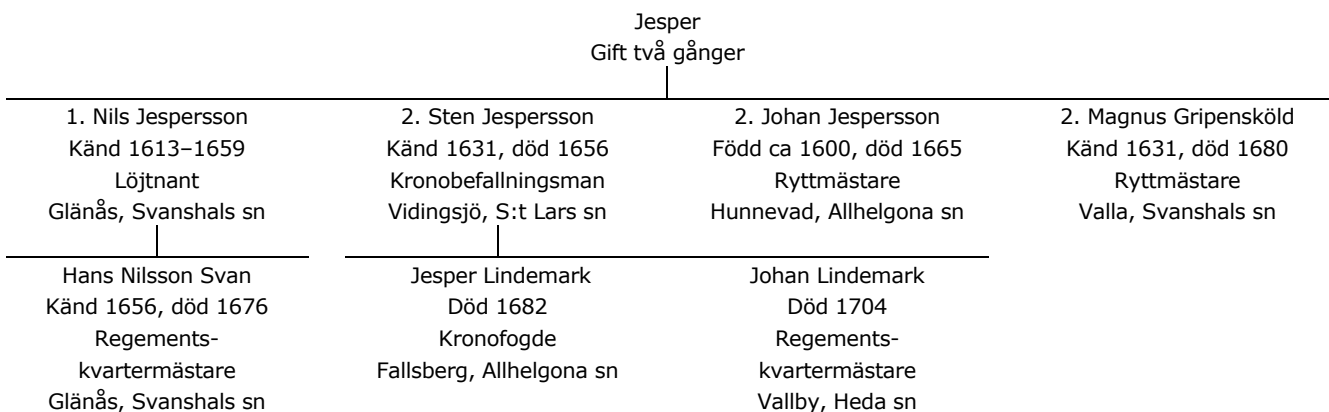 Jesper
Gift två gånger
1. Nils Jespersson
Känd 1613–1659
Löjtnant
Glänås, Svanshals sn
2. Sten Jespersson
Känd 1631, död 1656
Kronobefallningsman
Vidingsjö, S:t Lars sn
2. Johan Jespersson
Född ca 1600, död 1665
Ryttmästare
Hunnevad, Allhelgona sn
2. Magnus Gripensköld
Känd 1631, död 1680
Ryttmästare
Valla, Svanshals sn
Hans Nilsson Svan
Känd 1656, död 1676
Regements-
kvartermästare
Glänås, Svanshals sn
Jesper Lindemark
Död 1682
Kronofogde
Fallsberg, Allhelgona sn
Johan Lindemark
Död 1704
Regements-
kvartermästare
Vallby, Heda sn